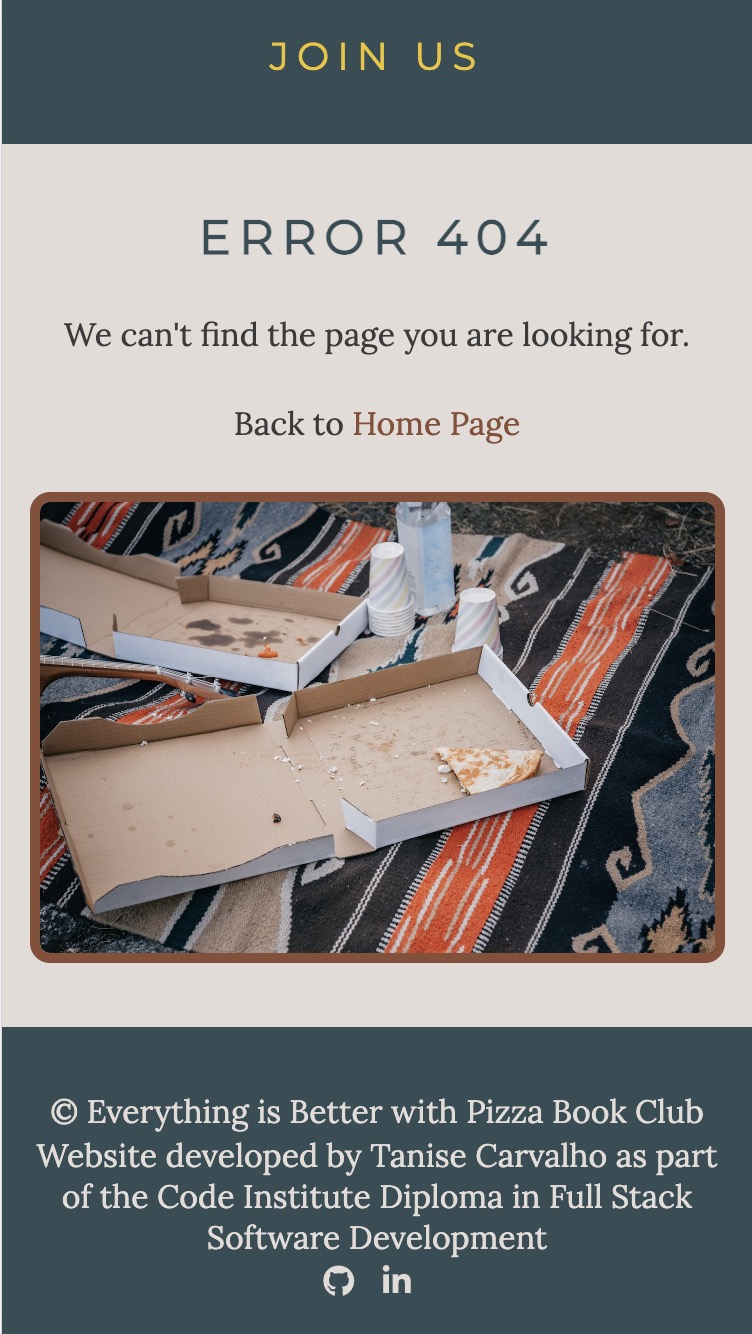 JOIN US
ERROR 404
We can't find the page you are looking for.
Back to Home Page
© Everything is Better with Pizza Book Club
Website developed by Tanise Carvalho as part
of the Code Institute Diploma in Full Stack
Software Development
in